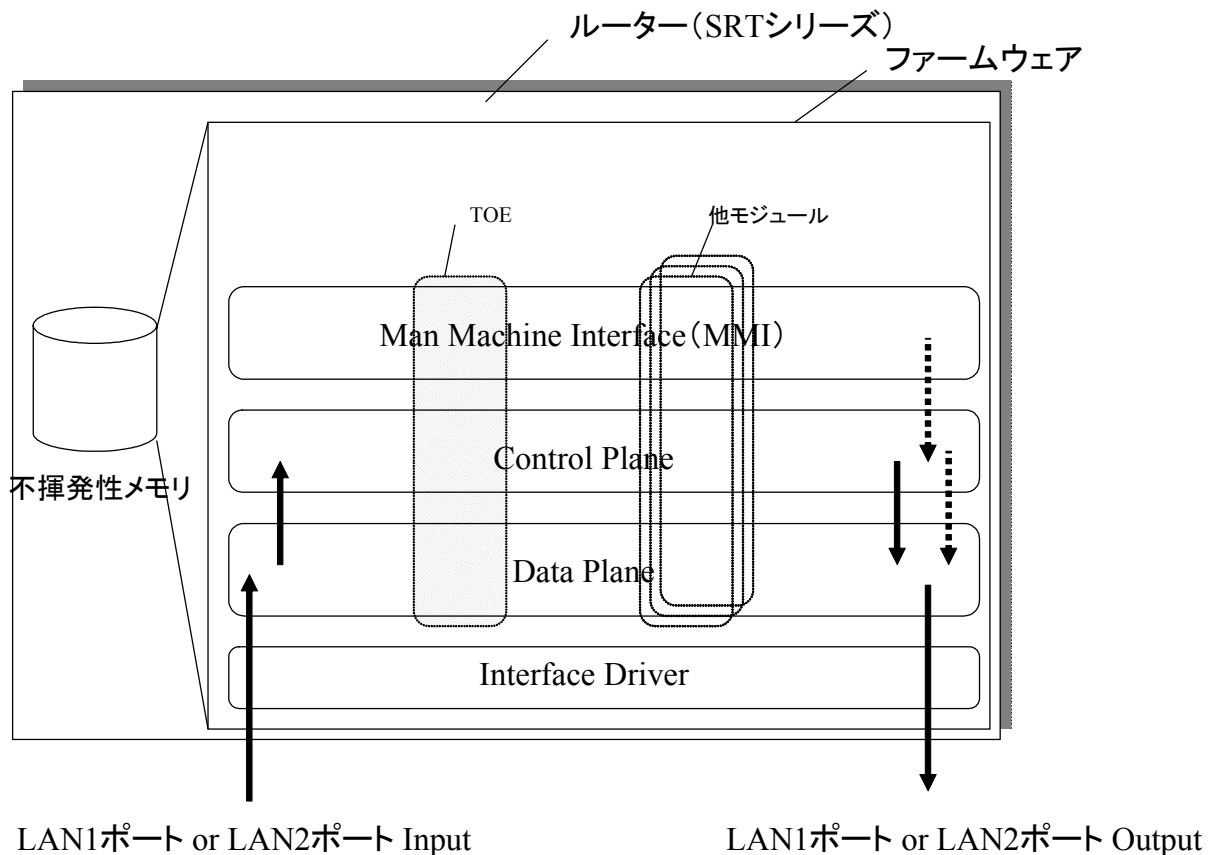 ルーター(SRTシリーズ)
ファームウェア
TOE
他モジュール
Man Machine Interface(MMI)
Control Plane
不揮発性メモリ
Data Plane
Interface Driver
LAN1ポート or LAN2ポート Input
LAN1ポート or LAN2ポート Output